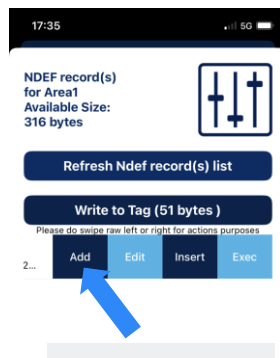 17:35
5G
NDEF record(s)
for Area1
Available Size:
316 bytes
Refresh Ndef record(s) list
Write to Tag (51 bytes )
Please do swipe raw left or right for actions purposes
2... Add Edit Insert Exec